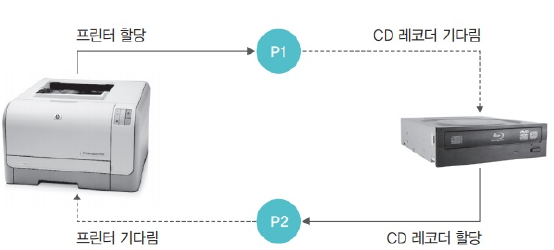 프린터 할당
P1
CD 레코더 기다림
P2
프린터 기다림
CD 레코더 할당